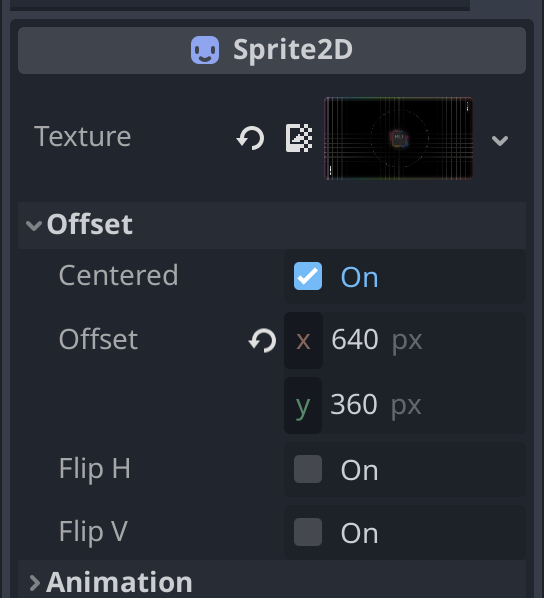 Sprite2D
Texture
Offset
Centered On
Offset x 640 px
y 360 px
Flip H On
Flip V On
Animation